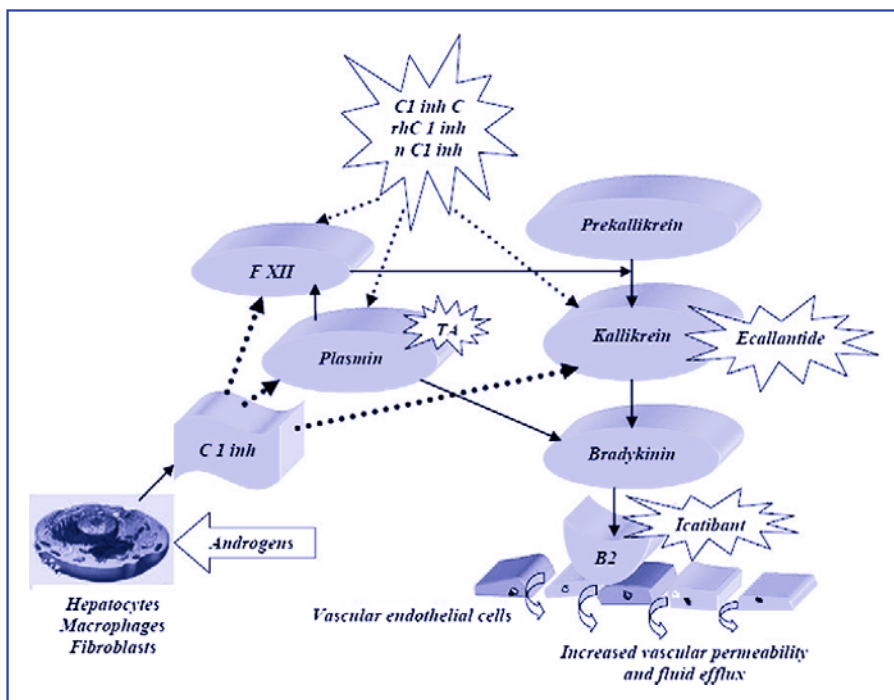 C1 inh C
rhC 1 inh
n C1 inh
Prekallikrein
F XII
TA
Plasmin
Kallikrein
Ecallantide
C 1 inh
Bradykinin
Icatibant
B2
Androgens
Hepatocytes
Macrophages
Fibroblasts
Vascular endothelial cells
Increased vascular permeability
and fluid efflux